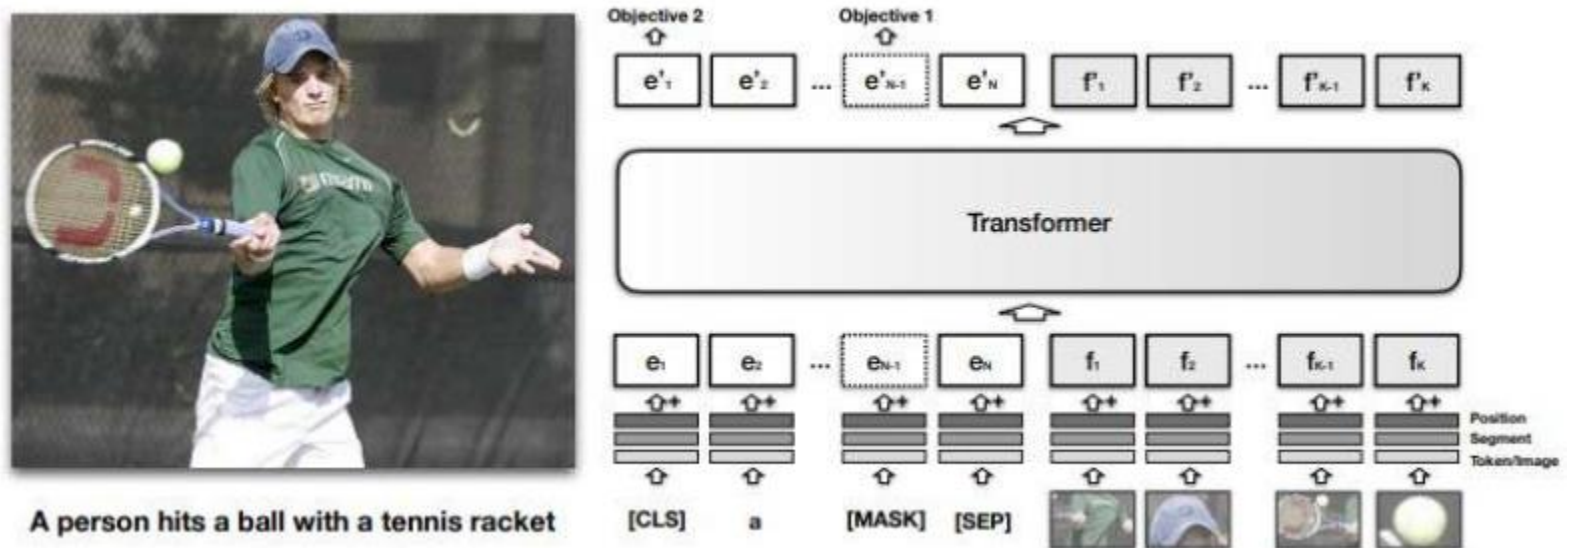 Objective 2 Objective 1
e'1 e'2 ... e'N-1 e'N f'1 f'2 ... f'K-1 f'K
Transformer
e1 e2 ... eN-1 eN f1 f2 ... fK-1 fK
+ + + + + + + +
Position
Segment
Token/Image
[CLS] a [MASK] [SEP]
A person hits a ball with a tennis racket